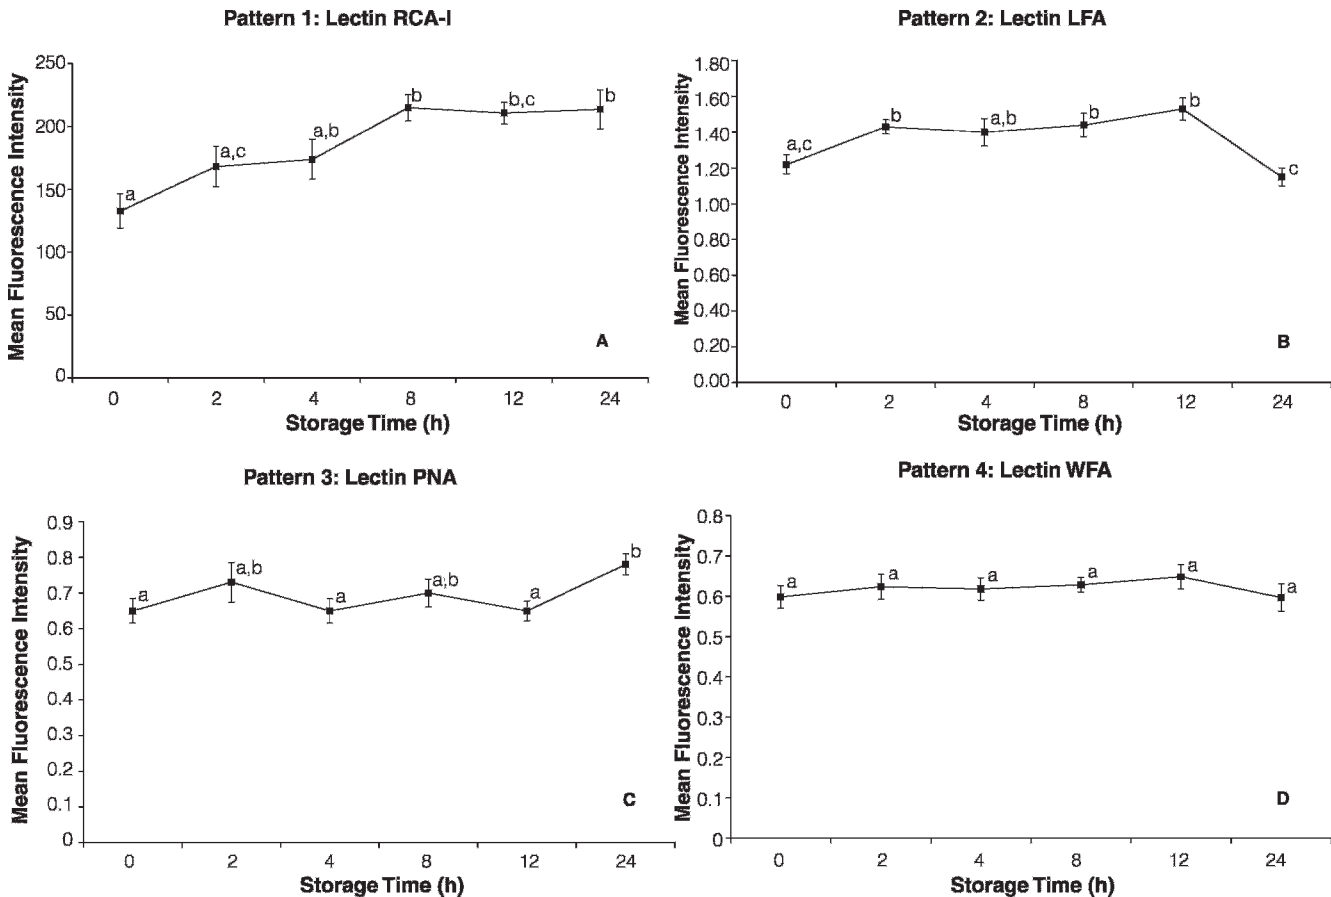 Pattern 1: Lectin RCA-I
Mean Fluorescence Intensity
250
200
150
100
50
0
a
a,c
a,b
b
b,c
b
A
0 2 4 8 12 24
Storage Time (h)
Pattern 2: Lectin LFA
Mean Fluorescence Intensity
1.80
1.60
1.40
1.20
1.00
0.80
0.60
0.40
0.20
0.00
a,c
b
a,b
b
b
c
B
0 2 4 8 12 24
Storage Time (h)
Pattern 3: Lectin PNA
Mean Fluorescence Intensity
0.9
0.8
0.7
0.6
0.5
0.4
0.3
0.2
0.1
0
a
a,b
a
a,b
a
b
C
0 2 4 8 12 24
Storage Time (h)
Pattern 4: Lectin WFA
Mean Fluorescence Intensity
0.8
0.7
0.6
0.5
0.4
0.3
0.2
0.1
0
a
a
a
a
a
a
D
0 2 4 8 12 24
Storage Time (h)